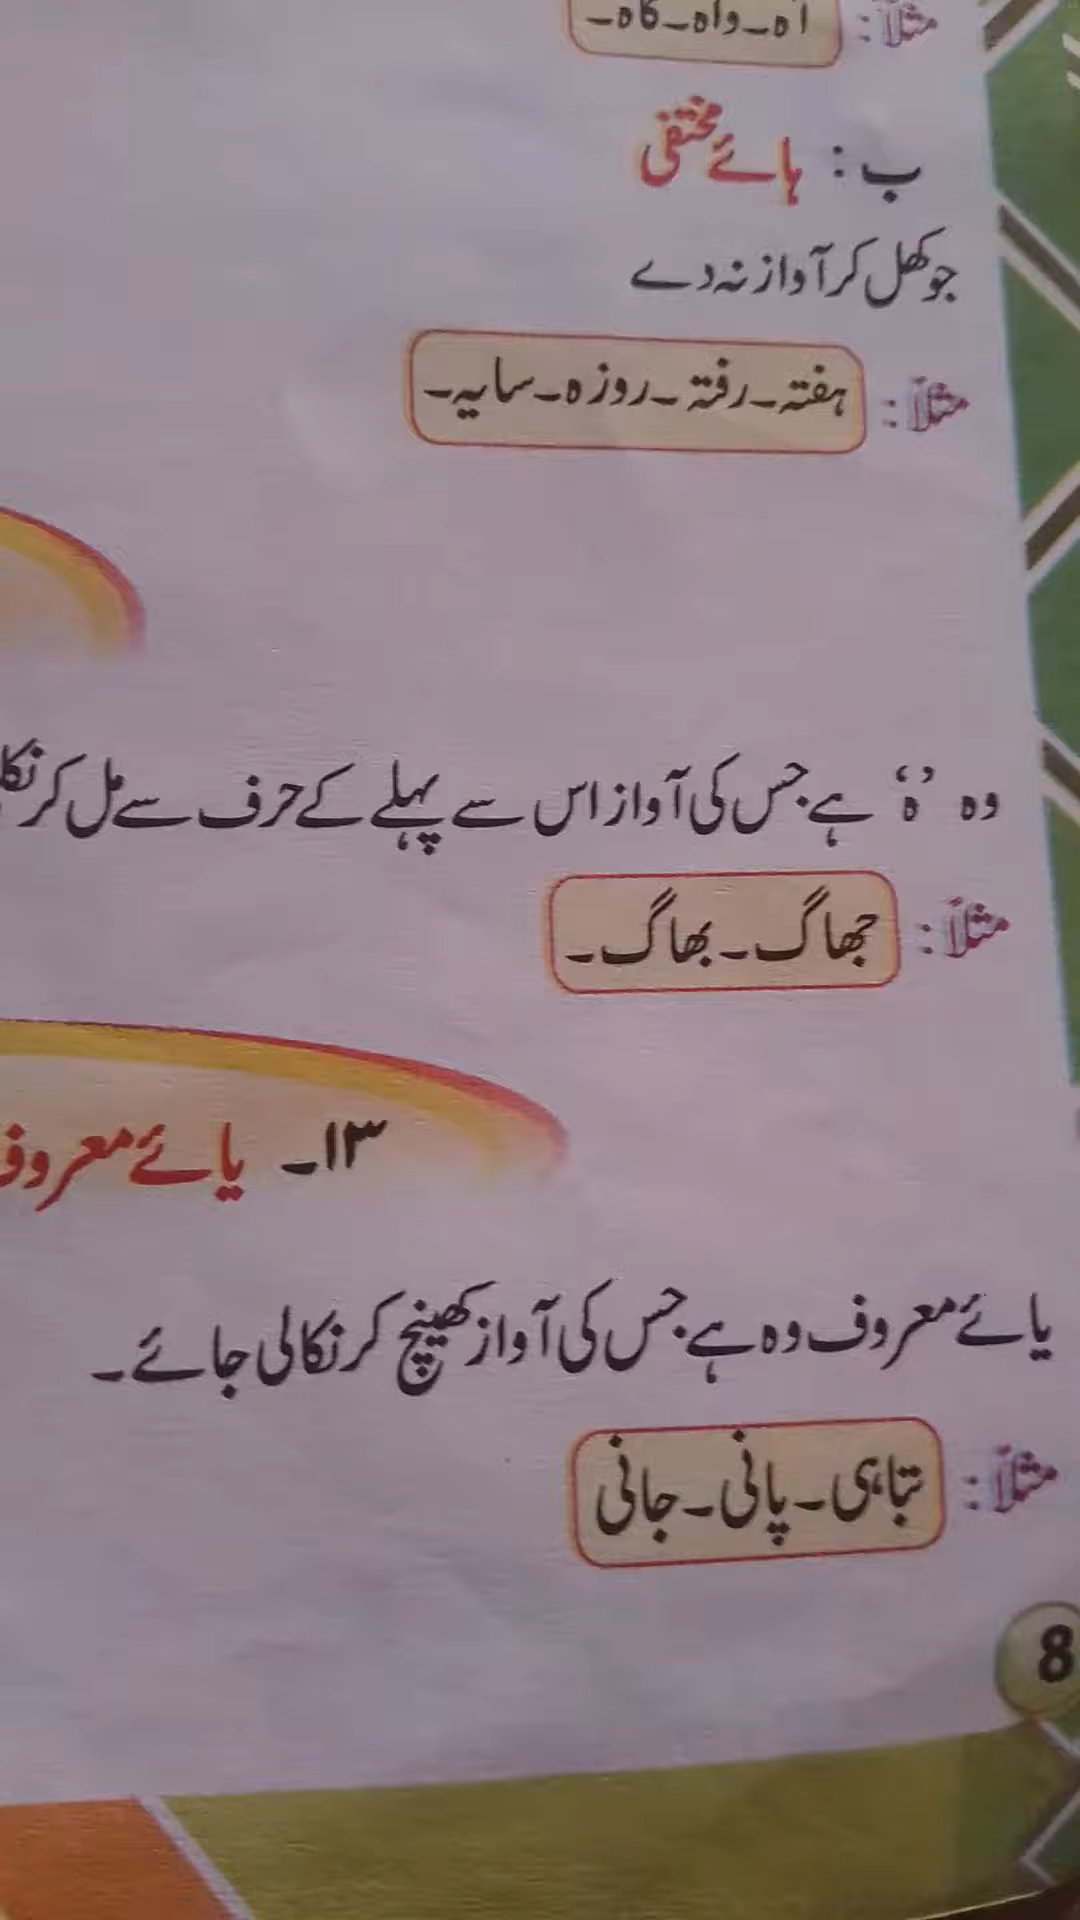 مثلاً: آہ۔واہ۔گاہ۔
ب: ہائے مختفی
جو کھل کر آواز نہ دے
مثلاً: ہفتہ۔رفتہ۔روزہ۔سایہ۔
وہ ’ہ‘ ہے جس کی آواز اس سے پہلے کے حرف سے مل کر
مثلاً: جھاگ۔بھاگ۔
۱۳۔ یائے معروف
یائے معروف وہ ہے جس کی آواز کھینچ کر نکالی جائے۔
مثلاً: تباہی۔پانی۔جانی
8